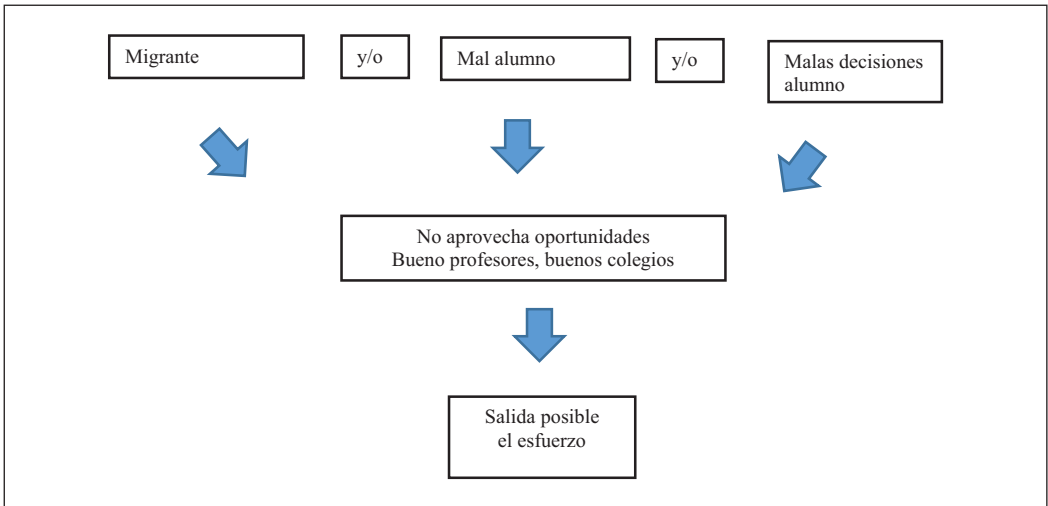 Migrante
y/o
Mal alumno
y/o
Malas decisiones
alumno
No aprovecha oportunidades
Bueno profesores, buenos colegios
Salida posible
el esfuerzo